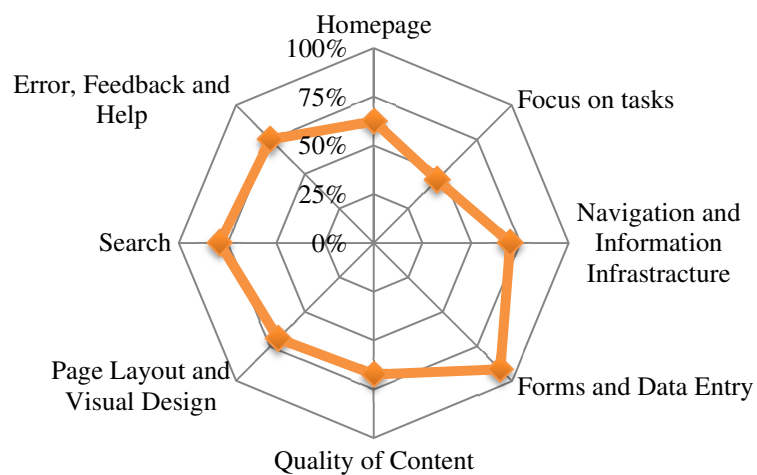 Homepage
100%
75%
50%
25%
0%
Focus on tasks
Navigation and
Information
Infrastracture
Forms and Data Entry
Quality of Content
Page Layout and
Visual Design
Search
Error, Feedback and
Help